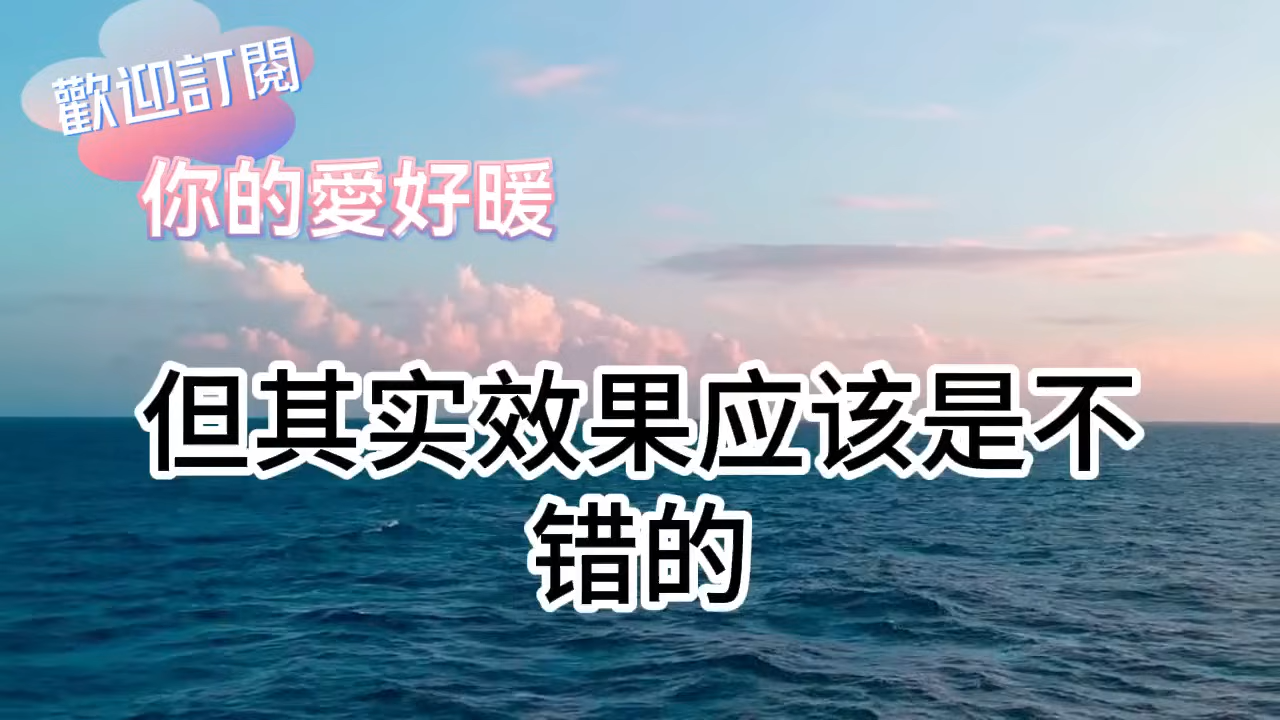 歡迎訂閱
你的愛好暖
但其实效果应该是不
错的